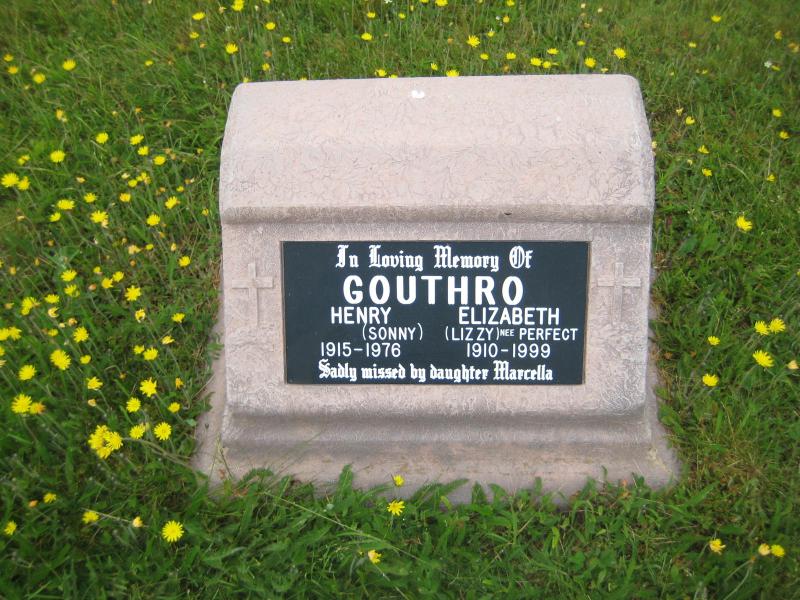 In Loving Memory Of
GOUTHRO
HENRY ELIZABETH
(SONNY) (LIZZY) NEE PERFECT
1915-1976 1910-1999
Sadly missed by daughter Marcella